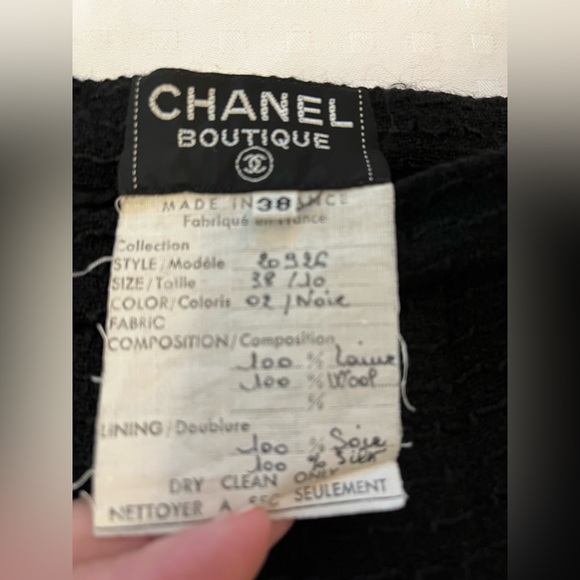 CHANEL
BOUTIQUE
MADE IN 38
Fabriqué en France
Collection
STYLE/Modèle 20926
SIZE/Taille 38/10
COLOR/Coloris 02/Noir
FABRIC
COMPOSITION/Composition
100 % Laine
100 % Wool
%
LINING/Doublure
100 % Soie
100 % Silk
DRY CLEAN ONLY
NETTOYER A SEC SEULEMENT